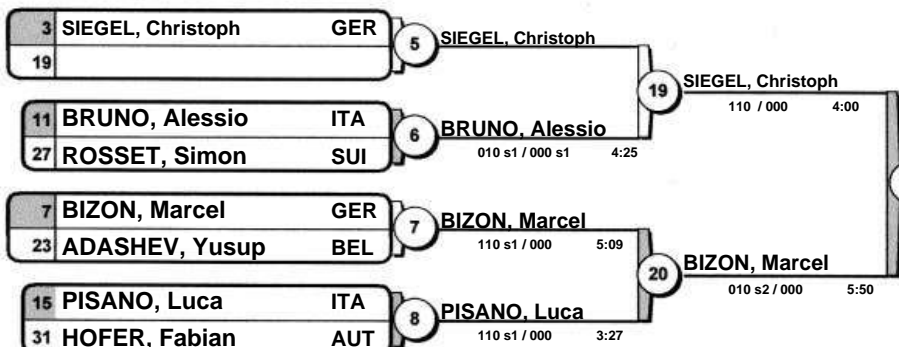 3 SIEGEL, Christoph GER
19
5
SIEGEL, Christoph
11 BRUNO, Alessio ITA
27 ROSSET, Simon SUI
6
BRUNO, Alessio
010 s1 / 000 s1 4:25
19
SIEGEL, Christoph
110 / 000 4:00
7 BIZON, Marcel GER
23 ADASHEV, Yusup BEL
7
BIZON, Marcel
110 s1 / 000 5:09
15 PISANO, Luca ITA
31 HOFER, Fabian AUT
8
PISANO, Luca
110 s1 / 000 3:27
20
BIZON, Marcel
010 s2 / 000 5:50